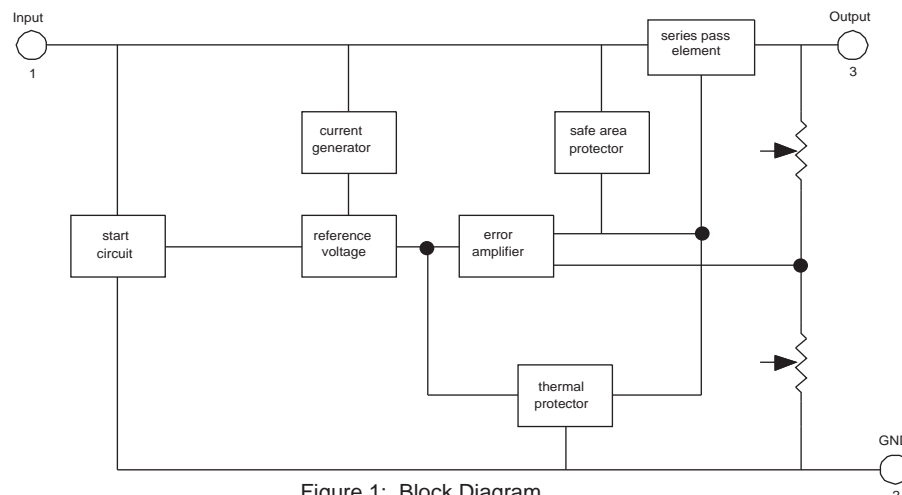 Input
Output
1
3
series pass
element
current
generator
safe area
protector
start
circuit
reference
voltage
error
amplifier
thermal
protector
GND
2
Figure 1: Block Diagram